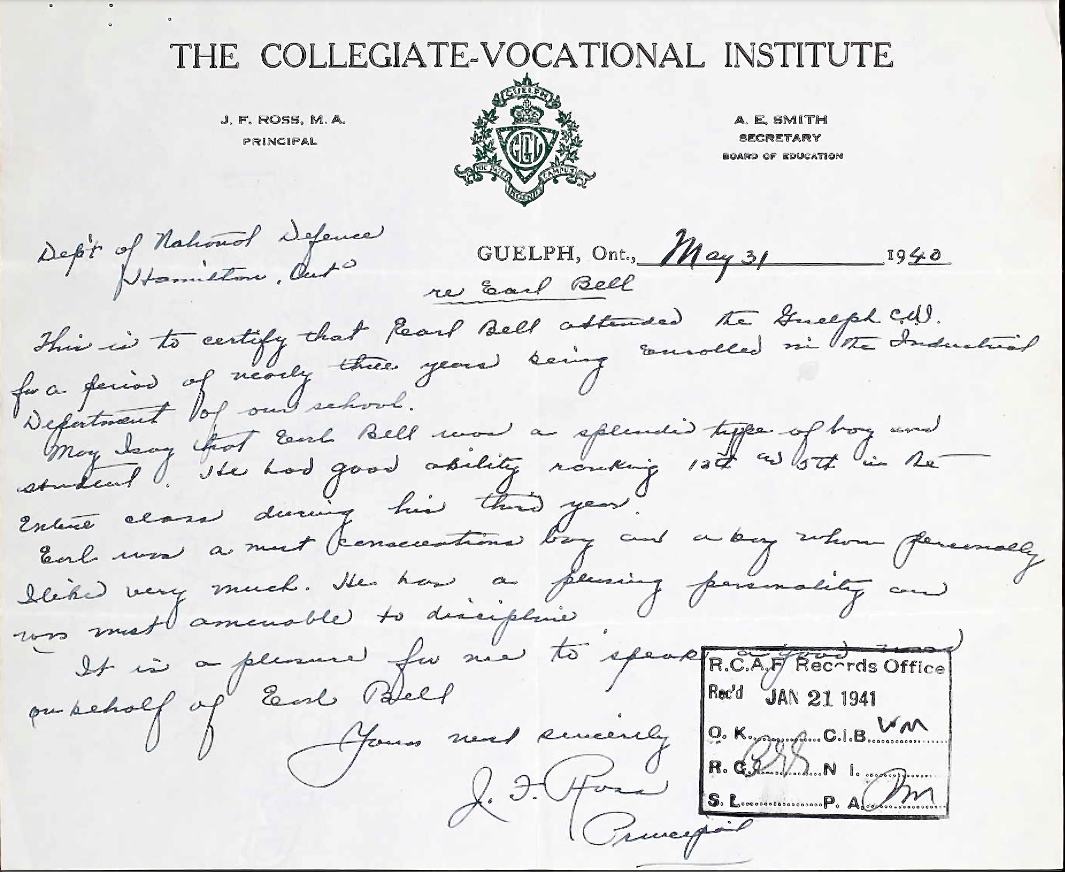 THE COLLEGIATE-VOCATIONAL INSTITUTE
GUELPH
J. F. ROSS, M. A.
PRINCIPAL
A. E. SMITH
SECRETARY
BOARD OF EDUCATION
Dep't of National Defence
Hamilton, Ont
GUELPH, Ont., May 31 1940
re Earl Bell
This is to certify that Earl Bell attended the Guelph C.V.I.
for a period of nearly three years being enrolled in the Industrial
Department of our school.
May I say that Earl Bell was a splendid type of boy and
student. He had good ability ranking 12th 5th in the
entire class during his third year.
Earl was a most conscientious boy and a boy whom personally
I liked very much. He has a pleasing personality and
was most amenable to discipline
It is a pleasure for me to speak a good word
on behalf of Earl Bell
Yours most sincerely
J. F. Ross
Principal
R.C.A.F. Records Office
Rec'd JAN 21 1941
O. K. C.I.B.
R. C. N I.
S. L. P. A.